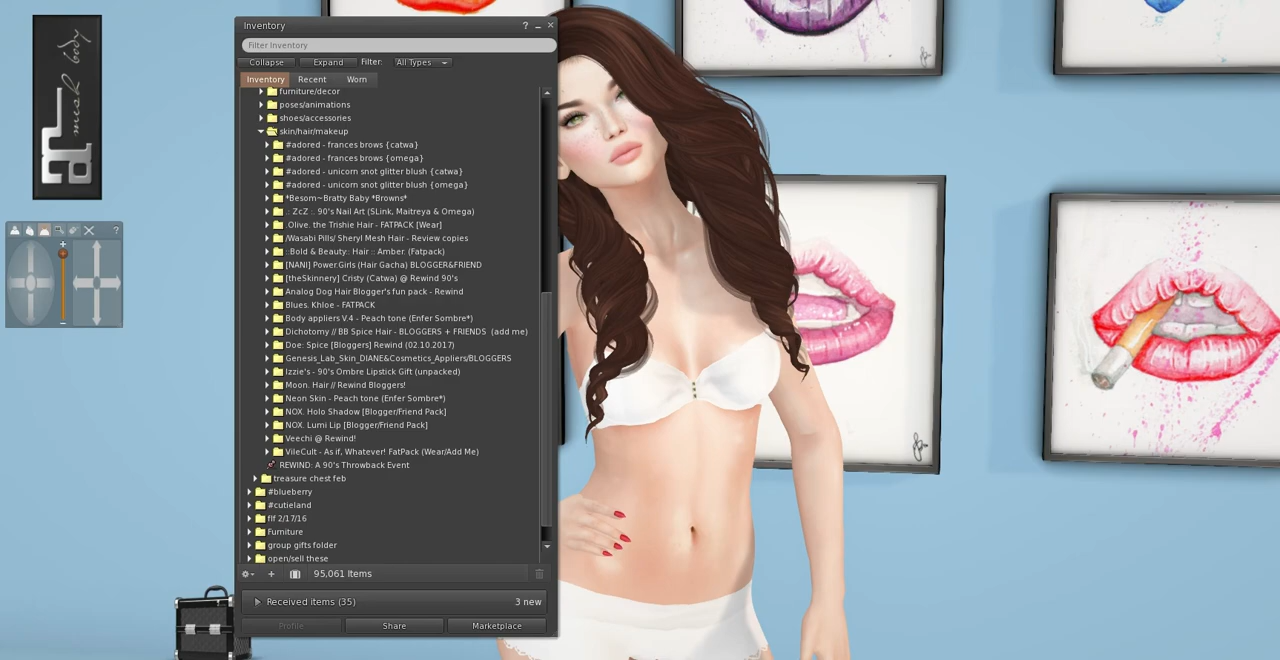 mesh body
Inventory
?
Filter Inventory
Collapse Expand Filter: All Types
Inventory Recent Worn
furniture/decor
poses/animations
shoes/accessories
skin/hair/makeup
#adored - frances brows {catwa}
#adored - frances brows {omega}
#adored - unicorn snot glitter blush {catwa}
#adored - unicorn snot glitter blush {omega}
*Besom~Bratty Baby *Browns*
.: ZcZ :. 90's Nail Art (SLink, Maitreya & Omega)
.Olive. the Trishie Hair - FATPACK [Wear]
/Wasabi Pills/ Sheryl Mesh Hair - Review copies
::Bold & Beauty:: Hair :: Amber. (Fatpack)
[NANI] Power.Girls (Hair Gacha) BLOGGER&FRIEND
[theSkinnery] Cristy (Catwa) @ Rewind 90's
Analog Dog Hair Blogger's fun pack - Rewind
Blues. Khloe - FATPACK
Body appliers V.4 - Peach tone (Enfer Sombre*)
Dichotomy // BB Spice Hair - BLOGGERS + FRIENDS (add me)
Doe: Spice [Bloggers] Rewind (02.10.2017)
Genesis_Lab_Skin_DIANE&Cosmetics_Appliers/BLOGGERS
Izzie's - 90's Ombre Lipstick Gift (unpacked)
Moon. Hair // Rewind Bloggers!
Neon Skin - Peach tone (Enfer Sombre*)
NOX. Holo Shadow [Blogger/Friend Pack]
NOX. Lumi Lip [Blogger/Friend Pack]
Veechi @ Rewind!
VileCult - As if, Whatever! FatPack (Wear/Add Me)
REWIND: A 90's Throwback Event
treasure chest feb
#blueberry
#cutieland
flf 2/17/16
Furniture
group gifts folder
open/sell these
95,061 Items
Received items (35) 3 new
Profile Share Marketplace
?